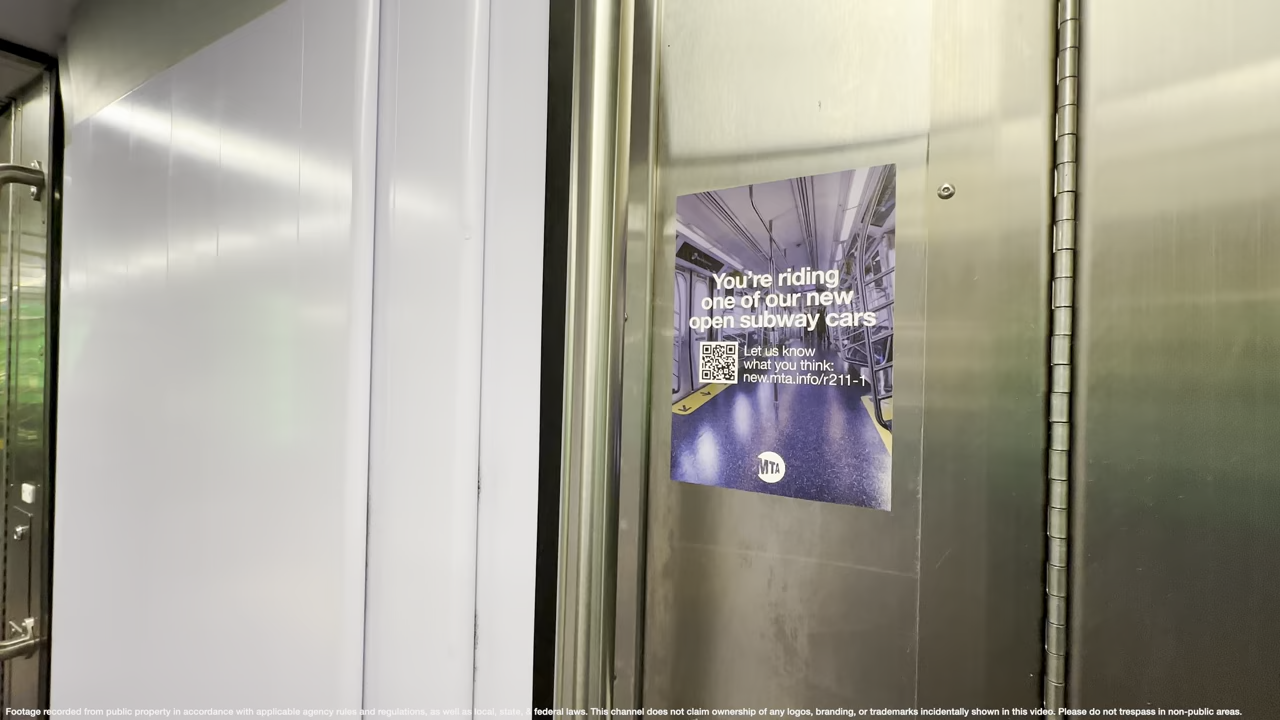 You're riding
one of our new
open subway cars
Let us know
what you think:
new.mta.info/r211-1
MTA
Footage recorded from public property in accordance with applicable agency rules and regulations, as well as local, state, & federal laws. This channel does not claim ownership of any logos, branding, or trademarks incidentally shown in this video. Please do not trespass in non-public areas.